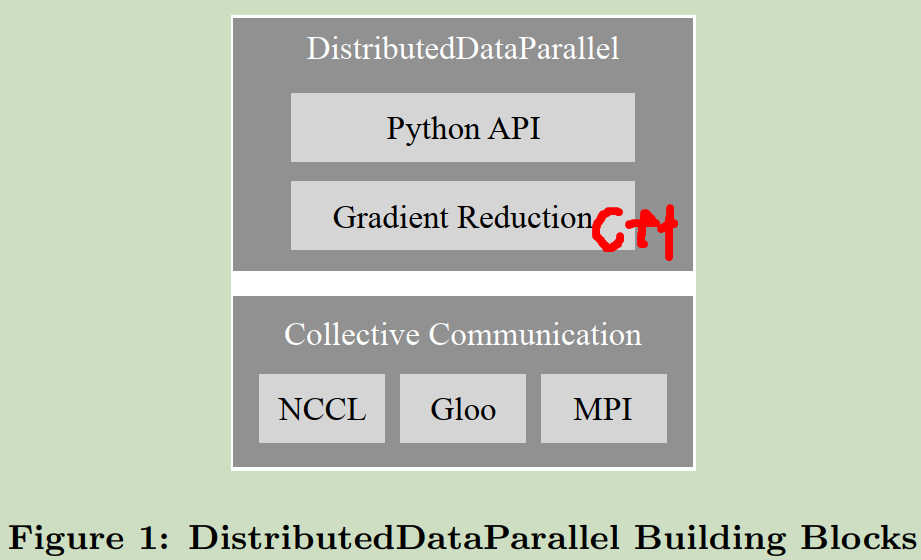 DistributedDataParallel
Python API
Gradient Reduction C++
Collective Communication
NCCL Gloo MPI
Figure 1: DistributedDataParallel Building Blocks